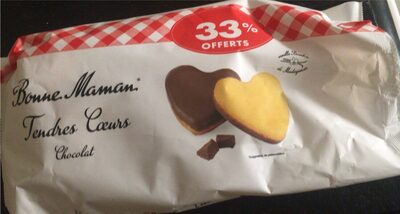 33%
OFFERTS
Bonne Maman
Tendres Cœurs
Chocolat